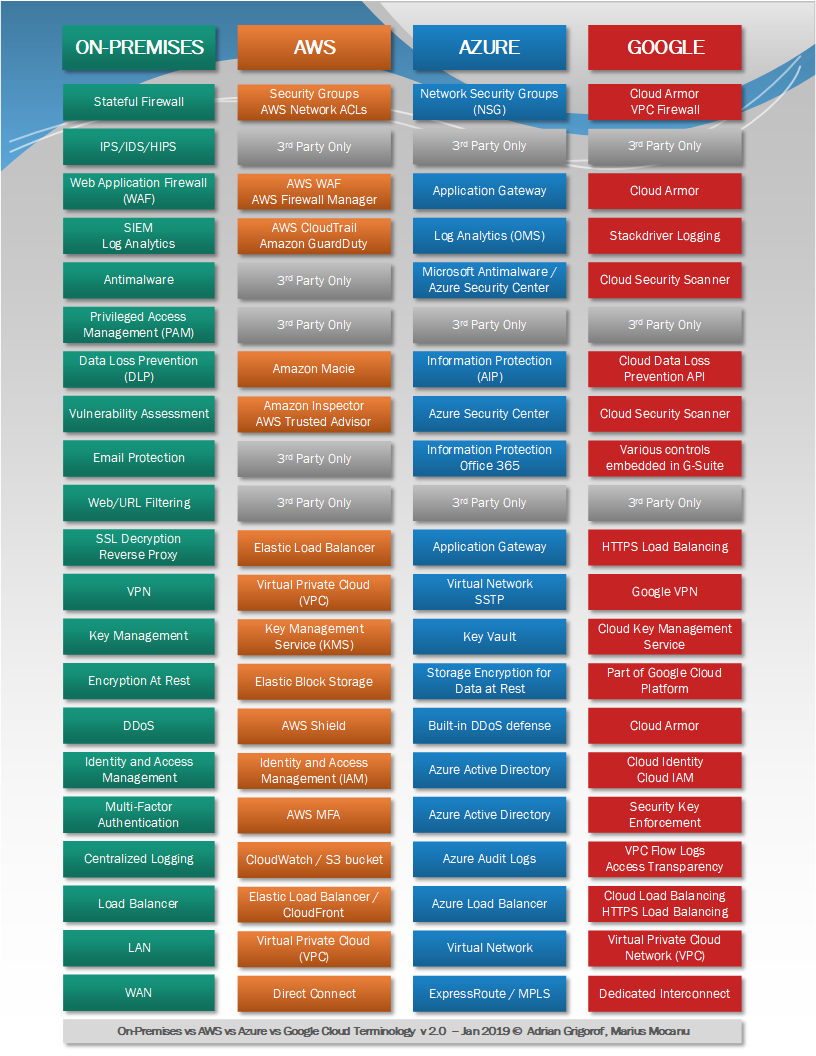 ON-PREMISES AWS AZURE GOOGLE
Stateful Firewall
Security Groups
AWS Network ACLs
Network Security Groups
(NSG)
Cloud Armor
VPC Firewall
IPS/IDS/HIPS
3rd Party Only
3rd Party Only
3rd Party Only
Web Application Firewall
(WAF)
AWS WAF
AWS Firewall Manager
Application Gateway
Cloud Armor
SIEM
Log Analytics
AWS CloudTrail
Amazon GuardDuty
Log Analytics (OMS)
Stackdriver Logging
Antimalware
3rd Party Only
Microsoft Antimalware /
Azure Security Center
Cloud Security Scanner
Privileged Access
Management (PAM)
3rd Party Only
3rd Party Only
3rd Party Only
Data Loss Prevention
(DLP)
Amazon Macie
Information Protection
(AIP)
Cloud Data Loss
Prevention API
Vulnerability Assessment
Amazon Inspector
AWS Trusted Advisor
Azure Security Center
Cloud Security Scanner
Email Protection
3rd Party Only
Information Protection
Office 365
Various controls
embedded in G-Suite
Web/URL Filtering
3rd Party Only
3rd Party Only
3rd Party Only
SSL Decryption
Reverse Proxy
Elastic Load Balancer
Application Gateway
HTTPS Load Balancing
VPN
Virtual Private Cloud
(VPC)
Virtual Network
SSTP
Google VPN
Key Management
Key Management
Service (KMS)
Key Vault
Cloud Key Management
Service
Encryption At Rest
Elastic Block Storage
Storage Encryption for
Data at Rest
Part of Google Cloud
Platform
DDoS
AWS Shield
Built-in DDoS defense
Cloud Armor
Identity and Access
Management
Identity and Access
Management (IAM)
Azure Active Directory
Cloud Identity
Cloud IAM
Multi-Factor
Authentication
AWS MFA
Azure Active Directory
Security Key
Enforcement
Centralized Logging
CloudWatch / S3 bucket
Azure Audit Logs
VPC Flow Logs
Access Transparency
Load Balancer
Elastic Load Balancer /
CloudFront
Azure Load Balancer
Cloud Load Balancing
HTTPS Load Balancing
LAN
Virtual Private Cloud
(VPC)
Virtual Network
Virtual Private Cloud
Network (VPC)
WAN
Direct Connect
ExpressRoute / MPLS
Dedicated Interconnect
On-Premises vs AWS vs Azure vs Google Cloud Terminology v 2.0 – Jan 2019 © Adrian Grigorof, Marius Mocanu